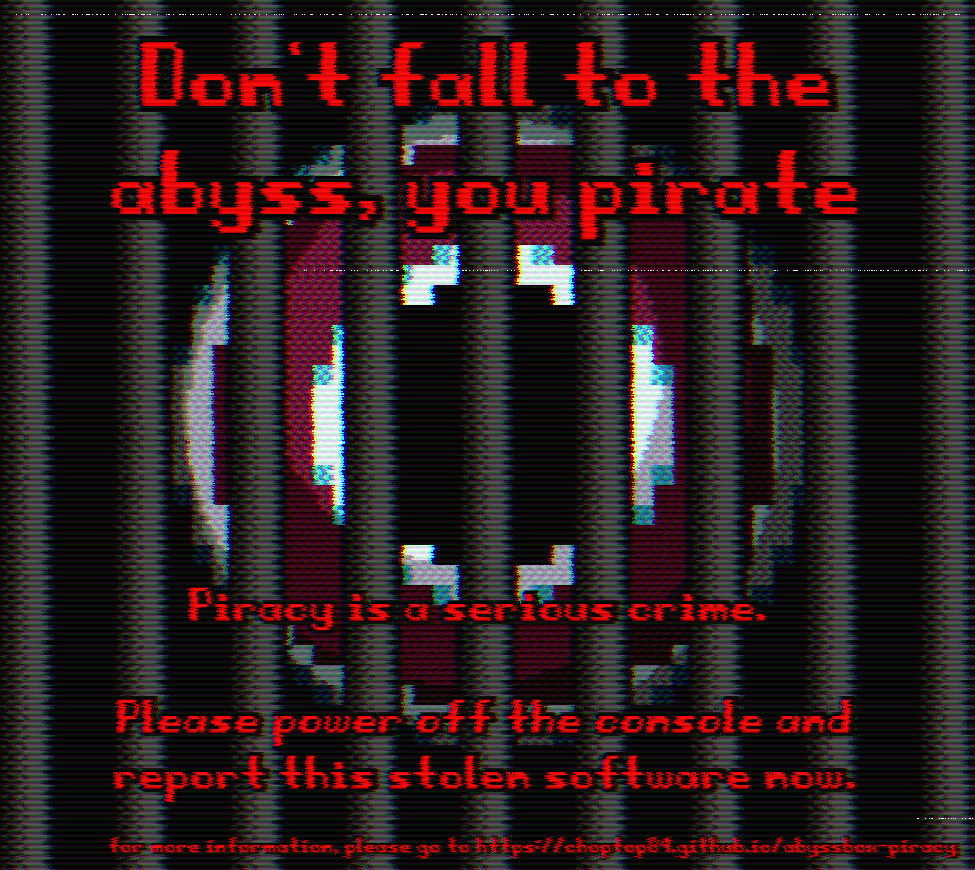 Don't fall to the
abyss, you pirate
Piracy is a serious crime.
Please power off the console and
report this stolen software now.
for more information, please go to https://choptop84.github.io/abyssbox-piracy